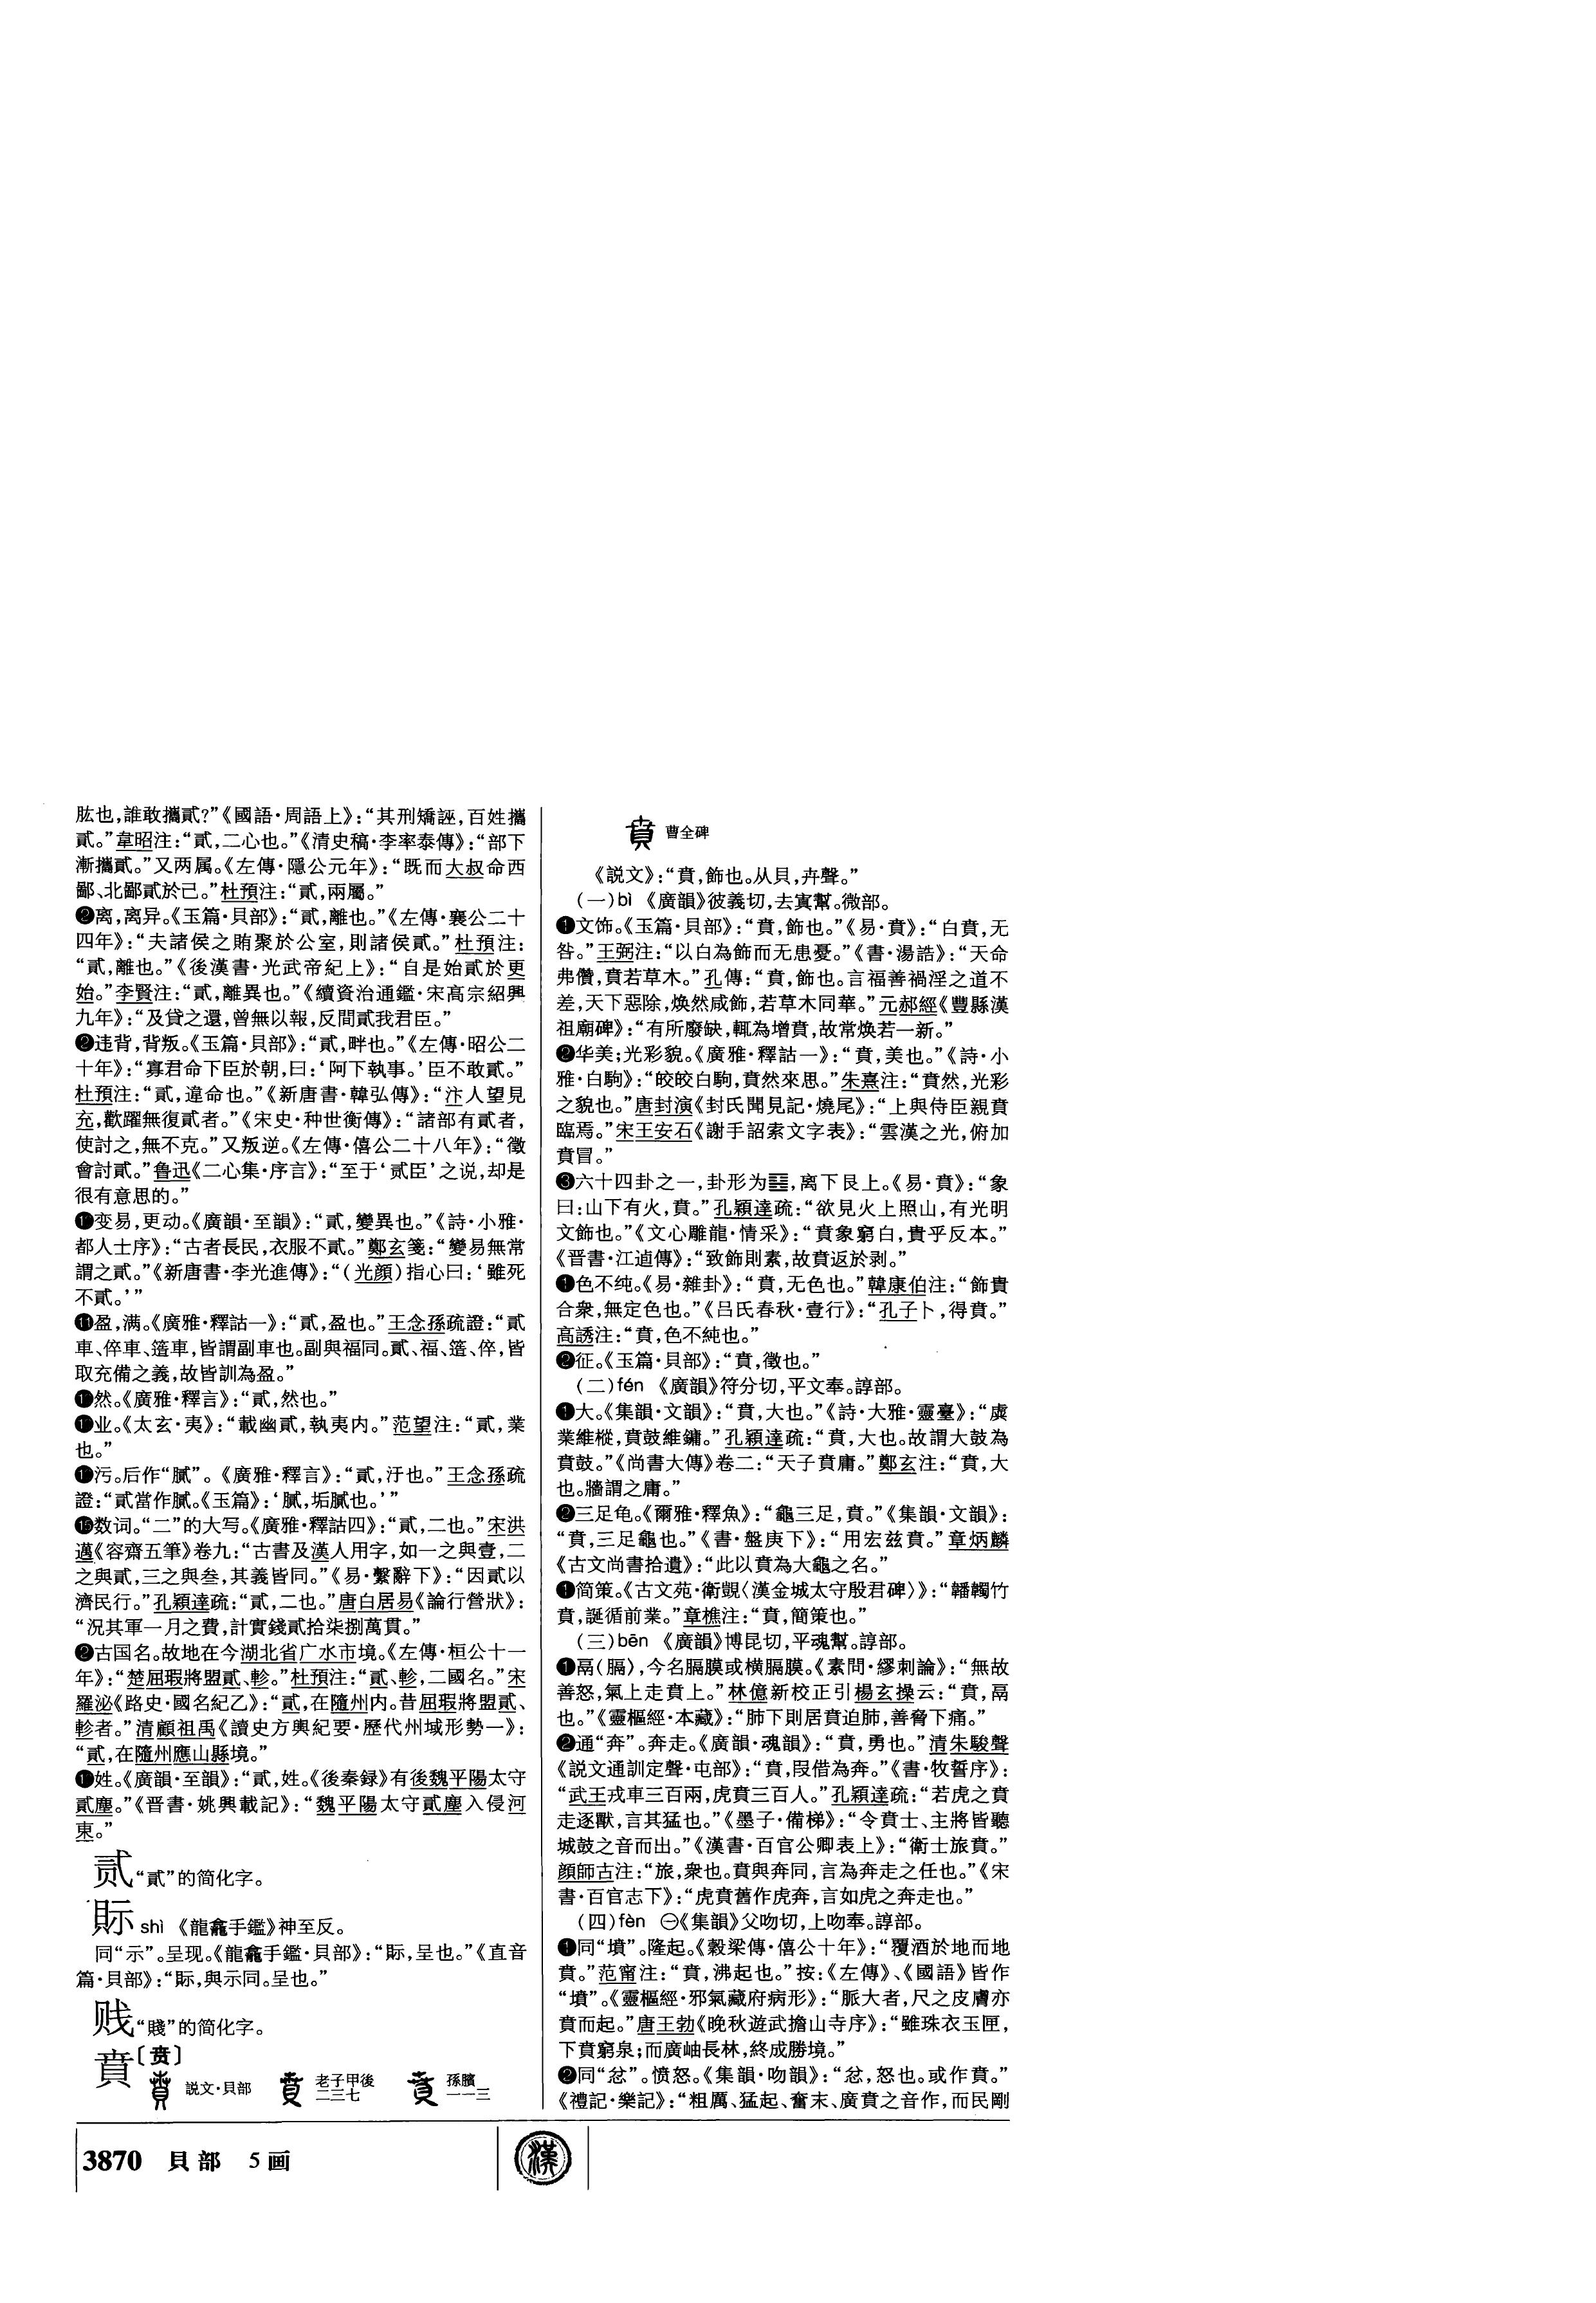 肱也，誰敢攜貳？”《國語·周語上》：“其刑矯誣，百姓攜
貳。”韋昭注：“貳，二心也。”《清史稿·李率泰傳》：“部下
漸攜貳。”又两属。《左傳·隱公元年》：“既而大叔命西
鄙、北鄙貳於己。”杜預注：“貳，兩屬。”
❷离，离异。《玉篇·貝部》：“貳，離也。”《左傳·襄公二十
四年》：“夫諸侯之賄聚於公室，則諸侯貳。”杜預注：
“貳，離也。”《後漢書·光武帝紀上》：“自是始貳於更
始。”李賢注：“貳，離異也。”《續資治通鑑·宋高宗紹興
九年》：“及貸之還，曾無以報，反間貳我君臣。”
❷违背，背叛。《玉篇·貝部》：“貳，畔也。”《左傳·昭公二
十年》：“寡君命下臣於朝，曰：‘阿下執事。’臣不敢貳。”
杜預注：“貳，違命也。”《新唐書·韓弘傳》：“汴人望見
充，歡躍無復貳者。”《宋史·种世衡傳》：“諸部有貳者，
使討之，無不克。”又叛逆。《左傳·僖公二十八年》：“徵
會討貳。”鲁迅《二心集·序言》：“至于‘贰臣’之说，却是
很有意思的。”
❶变易，更动。《廣韻·至韻》：“貳，變異也。”《詩·小雅·
都人士序》：“古者長民，衣服不貳。”鄭玄箋：“變易無常
謂之貳。”《新唐書·李光進傳》：“（光顔）指心曰：‘雖死
不貳。’”
⓫盈，满。《廣雅·釋詁一》：“貳，盈也。”王念孫疏證：“貳
車、倅車、簉車，皆謂副車也。副與福同。貳、福、簉、倅，皆
取充備之義，故皆訓為盈。”
❶然。《廣雅·釋言》：“貳，然也。”
❶业。《太玄·夷》：“載幽貳，執夷内。”范望注：“貳，業
也。”
❶污。后作“膩”。《廣雅·釋言》：“貳，汙也。”王念孫疏
證：“貳當作膩。《玉篇》：‘膩，垢膩也。’”
⓯数词。“二”的大写。《廣雅·釋詁四》：“貳，二也。”宋洪
邁《容齋五筆》卷九：“古書及漢人用字，如一之與壹，二
之與貳，三之與叁，其義皆同。”《易·繫辭下》：“因貳以
濟民行。”孔穎達疏：“貳，二也。”唐白居易《論行營狀》：
“況其軍一月之費，計實錢貳拾柒捌萬貫。”
❷古国名。故地在今湖北省广水市境。《左傳·桓公十一
年》：“楚屈瑕將盟貳、軫。”杜預注：“貳、軫，二國名。”宋
羅泌《路史·國名紀乙》：“貳，在隨州内。昔屈瑕將盟貳、
軫者。”清顧祖禹《讀史方輿紀要·歷代州域形勢一》：
“貳，在隨州應山縣境。”
❶姓。《廣韻·至韻》：“貳，姓。《後秦録》有後魏平陽太守
貳塵。”《晋書·姚興載記》：“魏平陽太守貳塵入侵河
東。”
贰“貳”的简化字。
䝨 shì 《龍龕手鑑》神至反。
同“示”。呈现。《龍龕手鑑·貝部》：“䝨，呈也。”《直音
篇·貝部》：“䝨，與示同。呈也。”
贱“賤”的简化字。
賁〔贲〕
賁 説文·貝部 賁 老子甲後二三七 賁 孫臏一一三
3870 貝部 5画
漢
賁 曹全碑
《説文》：“賁，飾也。从貝，卉聲。”
（一）bì 《廣韻》彼義切，去寘幫。微部。
❶文饰。《玉篇·貝部》：“賁，飾也。”《易·賁》：“白賁，无
咎。”王弼注：“以白為飾而无患憂。”《書·湯誥》：“天命
弗僭，賁若草木。”孔傳：“賁，飾也。言福善禍淫之道不
差，天下惡除，焕然咸飾，若草木同華。”元郝經《豐縣漢
祖廟碑》：“有所廢缺，輒為增賁，故常焕若一新。”
❷华美；光彩貌。《廣雅·釋詁一》：“賁，美也。”《詩·小
雅·白駒》：“皎皎白駒，賁然來思。”朱熹注：“賁然，光彩
之貌也。”唐封演《封氏聞見記·燒尾》：“上與侍臣親賁
臨焉。”宋王安石《謝手詔索文字表》：“雲漢之光，俯加
賁冒。”
❸六十四卦之一，卦形为䷕，离下艮上。《易·賁》：“象
曰：山下有火，賁。”孔穎達疏：“欲見火上照山，有光明
文飾也。”《文心雕龍·情采》：“賁象窮白，貴乎反本。”
《晋書·江逌傳》：“致飾則素，故賁返於剥。”
❶色不纯。《易·雜卦》：“賁，无色也。”韓康伯注：“飾貴
合衆，無定色也。”《吕氏春秋·壹行》：“孔子卜，得賁。”
高誘注：“賁，色不純也。”
❷征。《玉篇·貝部》：“賁，徵也。”
（二）fén 《廣韻》符分切，平文奉。諄部。
❶大。《集韻·文韻》：“賁，大也。”《詩·大雅·靈臺》：“虡
業維樅，賁鼓維鏞。”孔穎達疏：“賁，大也。故謂大鼓為
賁鼓。”《尚書大傳》卷二：“天子賁庸。”鄭玄注：“賁，大
也。牆謂之庸。”
❷三足龟。《爾雅·釋魚》：“龜三足，賁。”《集韻·文韻》：
“賁，三足龜也。”《書·盤庚下》：“用宏兹賁。”章炳麟
《古文尚書拾遺》：“此以賁為大龜之名。”
❶简策。《古文苑·衛覬〈漢金城太守殷君碑〉》：“韜韣竹
賁，誕循前業。”章樵注：“賁，簡策也。”
（三）bēn 《廣韻》博昆切，平魂幫。諄部。
❶鬲（膈），今名膈膜或横膈膜。《素問·繆刺論》：“無故
善怒，氣上走賁上。”林億新校正引楊玄操云：“賁，鬲
也。”《靈樞經·本藏》：“肺下則居賁迫肺，善脅下痛。”
❷通“奔”。奔走。《廣韻·魂韻》：“賁，勇也。”清朱駿聲
《説文通訓定聲·屯部》：“賁，叚借為奔。”《書·牧誓序》：
“武王戎車三百兩，虎賁三百人。”孔穎達疏：“若虎之賁
走逐獸，言其猛也。”《墨子·備梯》：“令賁士、主將皆聽
城鼓之音而出。”《漢書·百官公卿表上》：“衛士旅賁。”
顔師古注：“旅，衆也。賁與奔同，言為奔走之任也。”《宋
書·百官志下》：“虎賁舊作虎奔，言如虎之奔走也。”
（四）fèn ㊀《集韻》父吻切，上吻奉。諄部。
❶同“墳”。隆起。《穀梁傳·僖公十年》：“覆酒於地而地
賁。”范甯注：“賁，沸起也。”按：《左傳》、《國語》皆作
“墳”。《靈樞經·邪氣藏府病形》：“脈大者，尺之皮膚亦
賁而起。”唐王勃《晚秋遊武擔山寺序》：“雖珠衣玉匣，
下賁窮泉；而廣岫長林，終成勝境。”
❷同“忿”。愤怒。《集韻·吻韻》：“忿，怒也。或作賁。”
《禮記·樂記》：“粗厲、猛起、奮末、廣賁之音作，而民剛